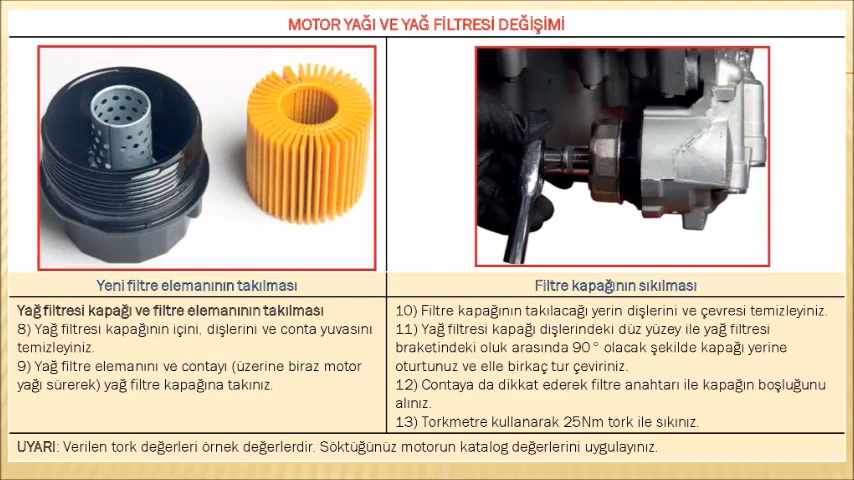 MOTOR YAĞI VE YAĞ FİLTRESİ DEĞİŞİMİ
Yeni filtre elemanının takılması
Filtre kapağının sıkılması
Yağ filtresi kapağı ve filtre elemanının takılması
8) Yağ filtresi kapağının içini, dişlerini ve conta yuvasını
temizleyiniz.
9) Yağ filtre elemanını ve contayı (üzerine biraz motor
yağı sürerek) yağ filtre kapağına takınız.
10) Filtre kapağının takılacağı yerin dişlerini ve çevresi temizleyiniz.
11) Yağ filtresi kapağı dişlerindeki düz yüzey ile yağ filtresi
braketindeki oluk arasında 90° olacak şekilde kapağı yerine
oturtunuz ve elle birkaç tur çeviriniz.
12) Contaya da dikkat ederek filtre anahtarı ile kapağın boşluğunu
alınız.
13) Torkmetre kullanarak 25Nm tork ile sıkınız.
UYARI: Verilen tork değerleri örnek değerlerdir. Söktüğünüz motorun katalog değerlerini uygulayınız.